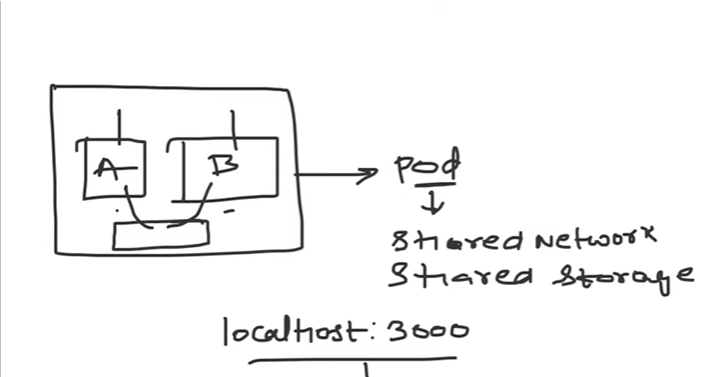 A B
pod
shared Network
shared storage
localhost: 3000